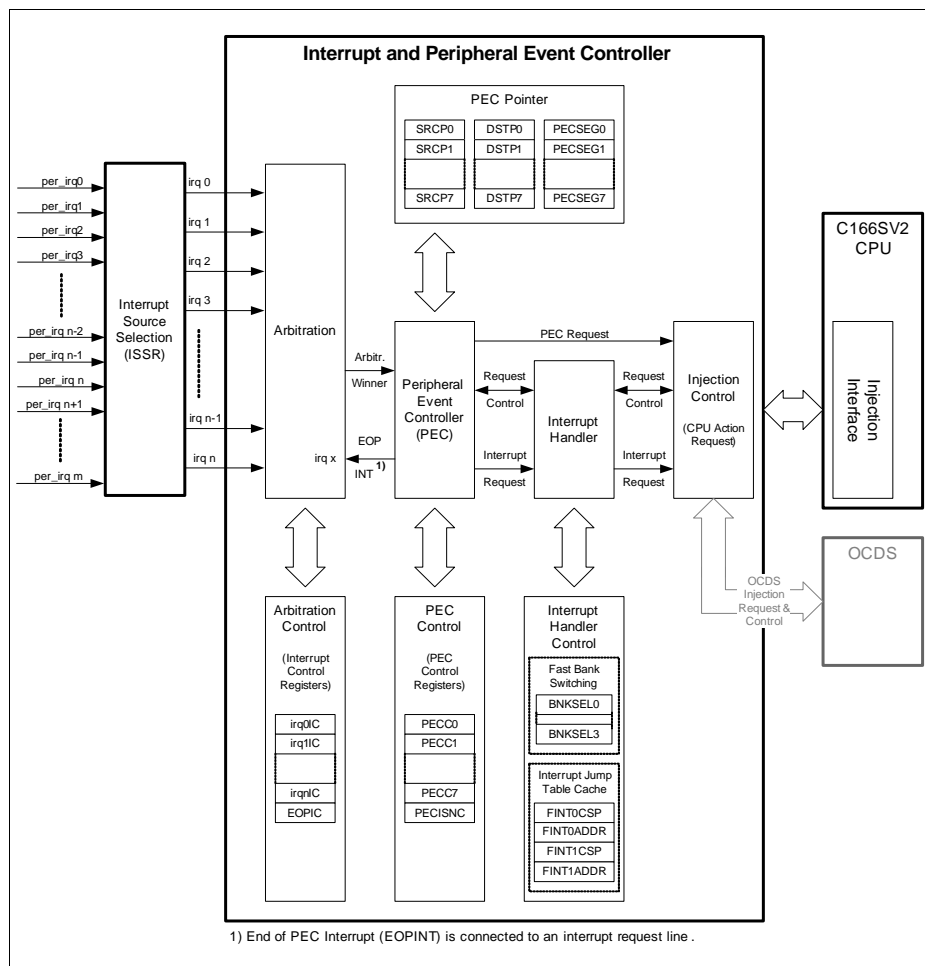 Interrupt and Peripheral Event Controller
PEC Pointer
SRCP0
SRCP1
SRCP7
DSTP0
DSTP1
DSTP7
PECSEG0
PECSEG1
PECSEG7
per_irq0
per_irq1
per_irq2
per_irq3
per_irq n-2
per_irq n-1
per_irq n
per_irq n+1
per_irq m
Interrupt
Source
Selection
(ISSR)
irq 0
irq 1
irq 2
irq 3
irq n-1
irq n
Arbitration
irq x
Arbitr.
Winner
EOP
INT 1)
Peripheral
Event
Controller
(PEC)
PEC Request
Request
Control
Interrupt
Request
Interrupt
Handler
Request
Control
Interrupt
Request
Injection
Control
(CPU Action
Request)
C166SV2
CPU
Injection
Interface
OCDS
OCDS
Injection
Request &
Control
Arbitration
Control
(Interrupt
Control
Registers)
irq0IC
irq1IC
irqnIC
EOPIC
PEC
Control
(PEC
Control
Registers)
PECC0
PECC1
PECC7
PECISNC
Interrupt
Handler
Control
Fast Bank
Switching
BNKSEL0
BNKSEL3
Interrupt Jump
Table Cache
FINT0CSP
FINT0ADDR
FINT1CSP
FINT1ADDR
1) End of PEC Interrupt (EOPINT) is connected to an interrupt request line .